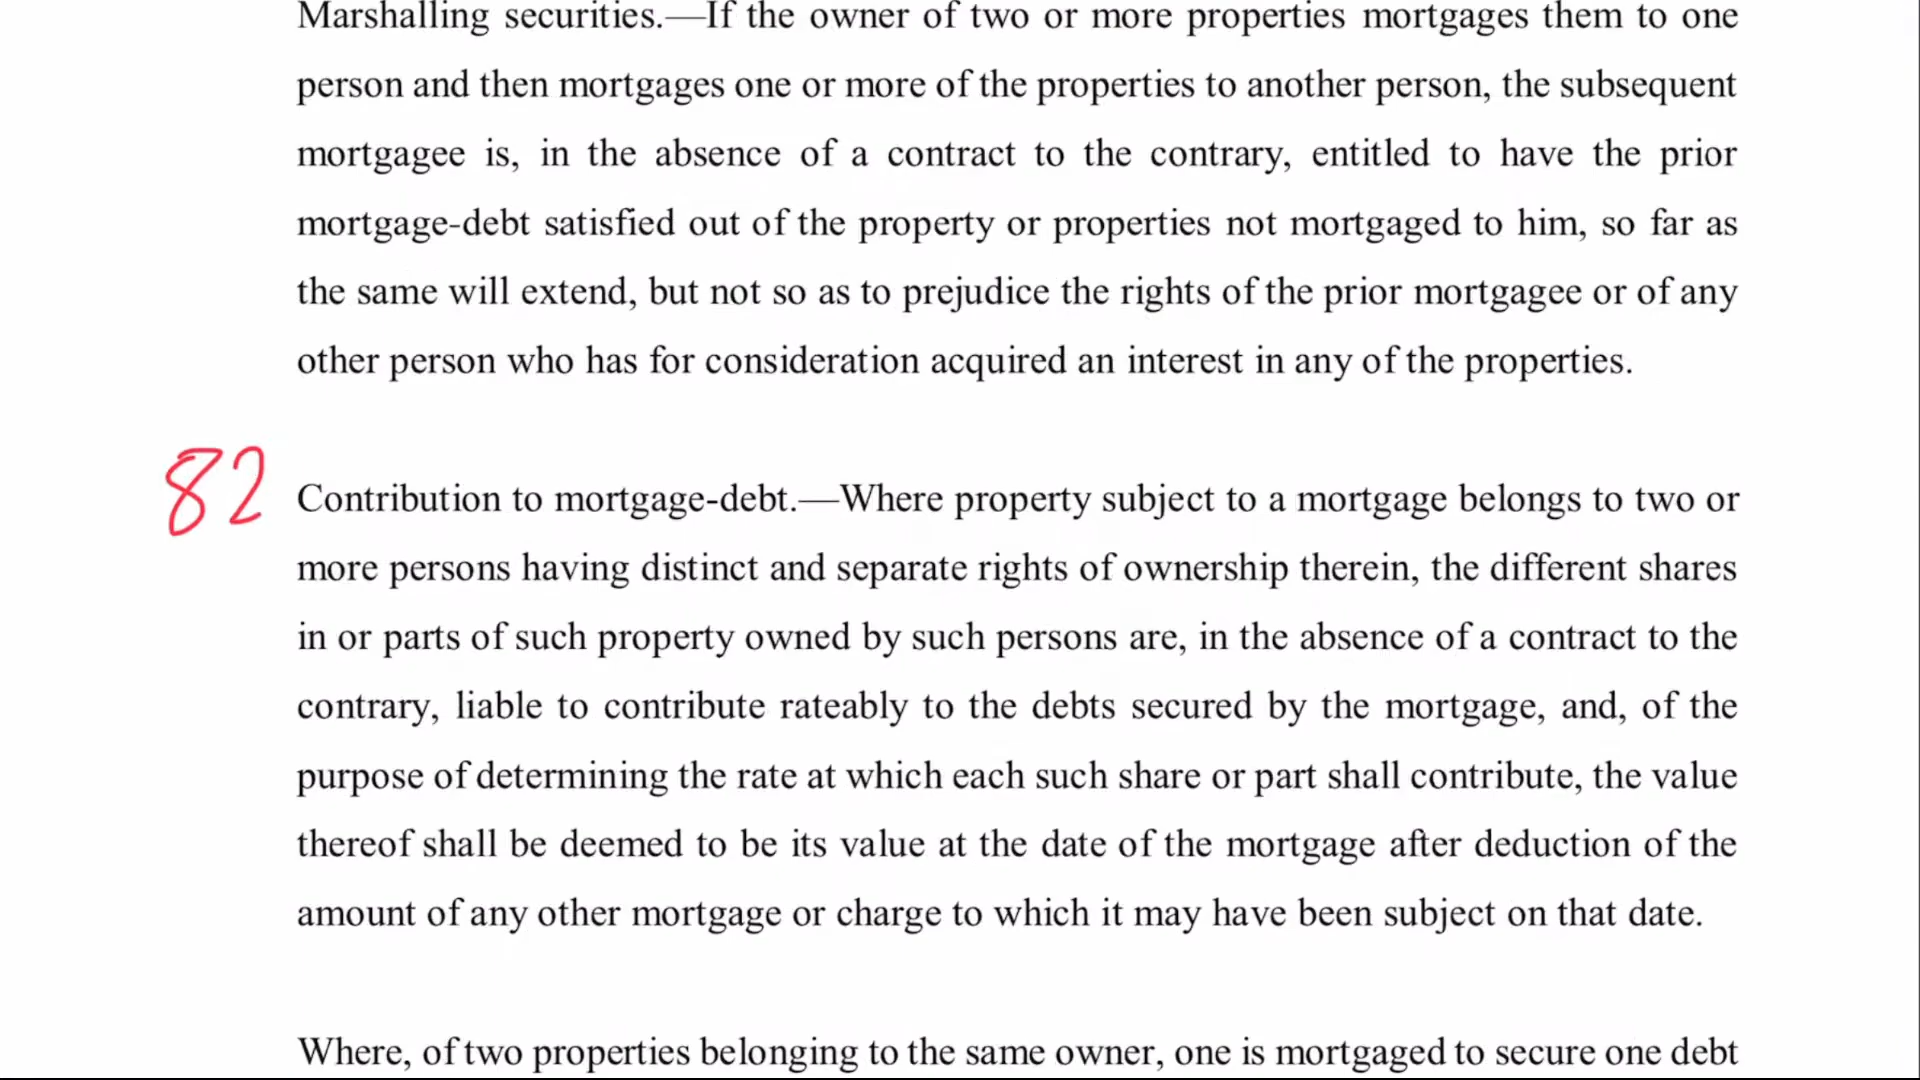 Marshalling securities.—If the owner of two or more properties mortgages them to one
person and then mortgages one or more of the properties to another person, the subsequent
mortgagee is, in the absence of a contract to the contrary, entitled to have the prior
mortgage-debt satisfied out of the property or properties not mortgaged to him, so far as
the same will extend, but not so as to prejudice the rights of the prior mortgagee or of any
other person who has for consideration acquired an interest in any of the properties.
82 Contribution to mortgage-debt.—Where property subject to a mortgage belongs to two or
more persons having distinct and separate rights of ownership therein, the different shares
in or parts of such property owned by such persons are, in the absence of a contract to the
contrary, liable to contribute rateably to the debts secured by the mortgage, and, of the
purpose of determining the rate at which each such share or part shall contribute, the value
thereof shall be deemed to be its value at the date of the mortgage after deduction of the
amount of any other mortgage or charge to which it may have been subject on that date.
Where, of two properties belonging to the same owner, one is mortgaged to secure one debt